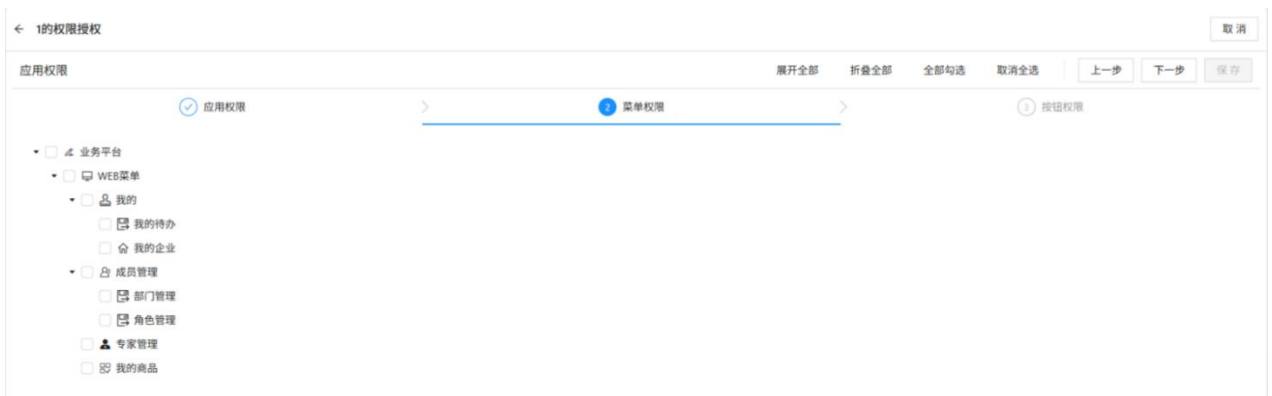 1的权限授权 取消
应用权限 展开全部 折叠全部 全部勾选 取消全选 上一步 下一步 保存
应用权限 2 菜单权限 3 按钮权限
业务平台
WEB菜单
我的
我的待办
我的企业
成员管理
部门管理
角色管理
专家管理
我的商品